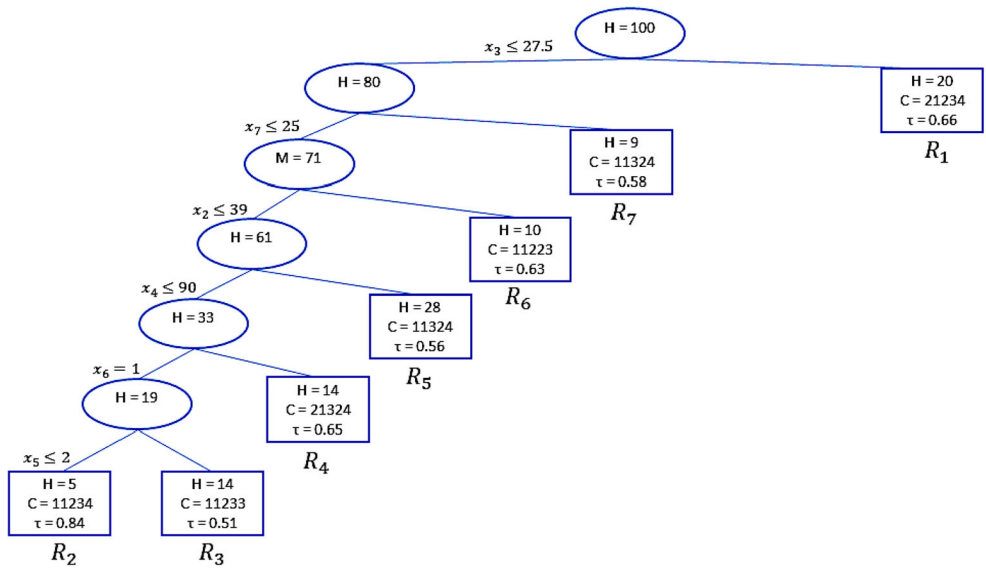 H = 100
x₃ ≤ 27.5
H = 80
H = 20
C = 21234
τ = 0.66
R₁
x₇ ≤ 25
M = 71
H = 9
C = 11324
τ = 0.58
R₇
x₂ ≤ 39
H = 61
H = 10
C = 11223
τ = 0.63
R₆
x₄ ≤ 90
H = 33
H = 28
C = 11324
τ = 0.56
R₅
x₆ = 1
H = 19
H = 14
C = 21324
τ = 0.65
R₄
x₅ ≤ 2
H = 5
C = 11234
τ = 0.84
R₂
H = 14
C = 11233
τ = 0.51
R₃